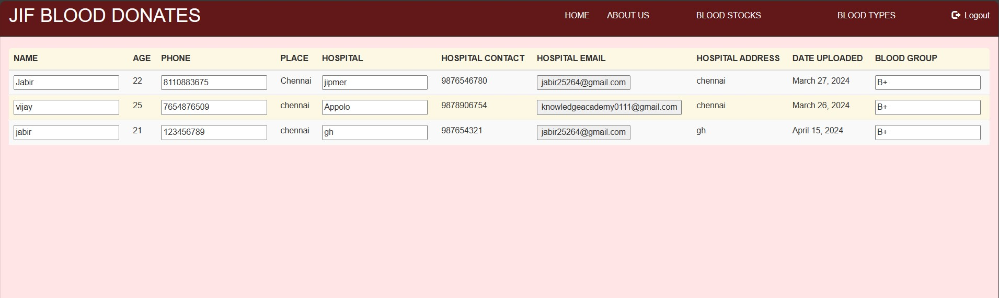 JIF BLOOD DONATES HOME ABOUT US BLOOD STOCKS BLOOD TYPES Logout
NAME AGE PHONE PLACE HOSPITAL HOSPITAL CONTACT HOSPITAL EMAIL HOSPITAL ADDRESS DATE UPLOADED BLOOD GROUP
Jabir 22 8110883675 Chennai jipmer 9876546780 jabir25264@gmail.com chennai March 27, 2024 B+
vijay 25 7654876509 chennai Appolo 9878906754 knowledgeacademy0111@gmail.com chennai March 26, 2024 B+
jabir 21 123456789 chennai gh 987654321 jabir25264@gmail.com gh April 15, 2024 B+